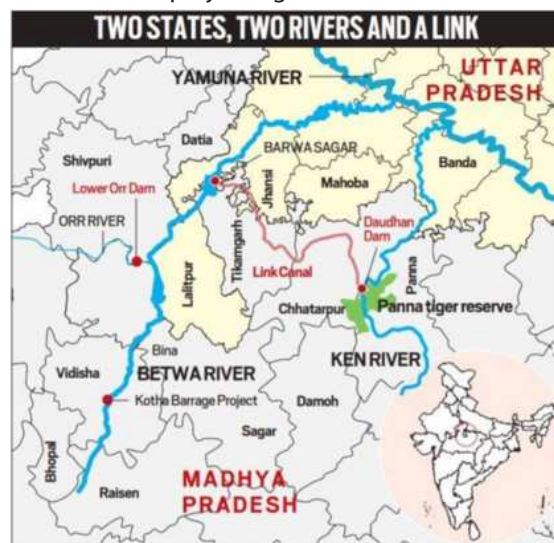 TWO STATES, TWO RIVERS AND A LINK
YAMUNA RIVER
UTTAR
PRADESH
Datia
BARWA SAGAR
Shivpuri
Banda
Lower Orr Dam
Jhansi
Mahoba
ORR RIVER
Daudhan
Dam
Tikamgarh
Lalitpur
Link Canal
Panna
Chhatarpur
Panna tiger reserve
Bina
Vidisha
BETWA RIVER
KEN RIVER
Kotha Barrage Project
Damoh
Bhopal
Sagar
MADHYA
PRADESH
Raisen